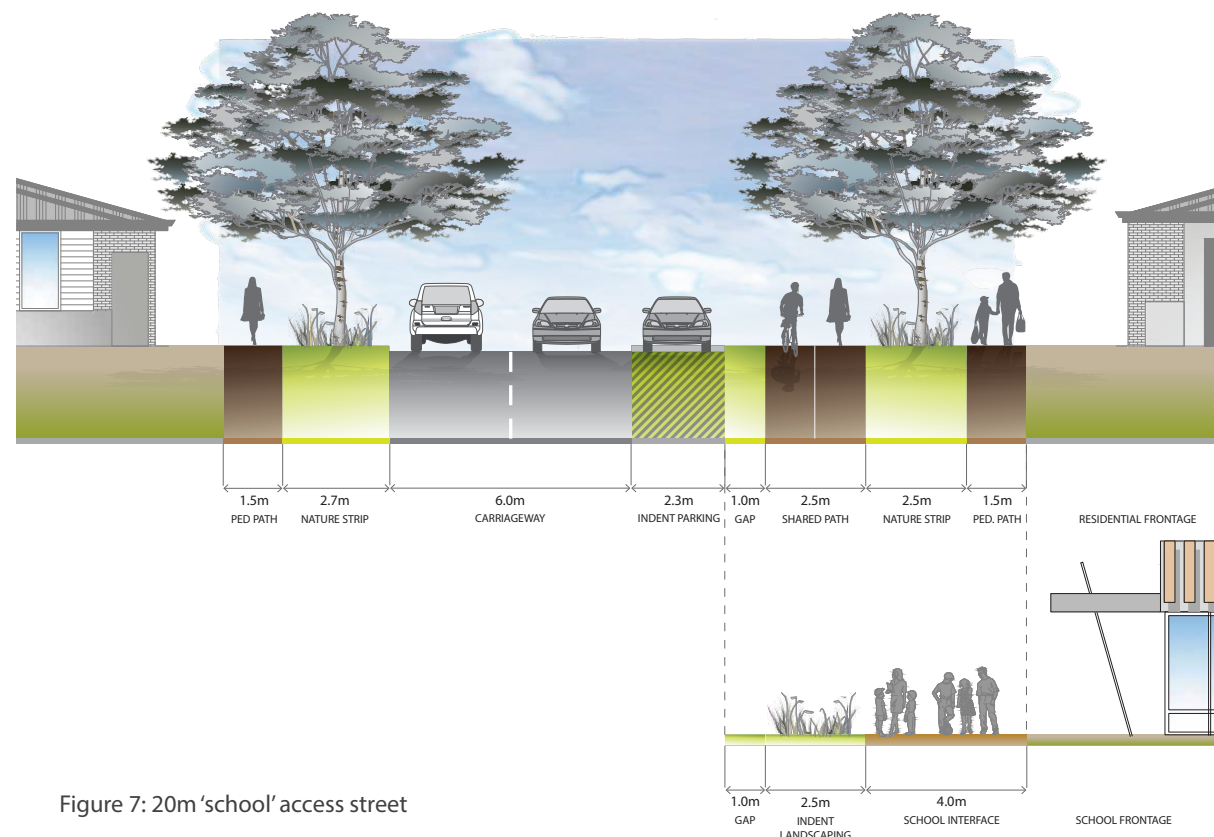 1.5m 2.7m 6.0m 2.3m 1.0m 2.5m 2.5m 1.5m
PED PATH NATURE STRIP CARRIAGEWAY INDENT PARKING GAP SHARED PATH NATURE STRIP PED. PATH RESIDENTIAL FRONTAGE
1.0m 2.5m 4.0m
GAP INDENT SCHOOL INTERFACE SCHOOL FRONTAGE
LANDSCAPING
Figure 7: 20m ‘school’ access street